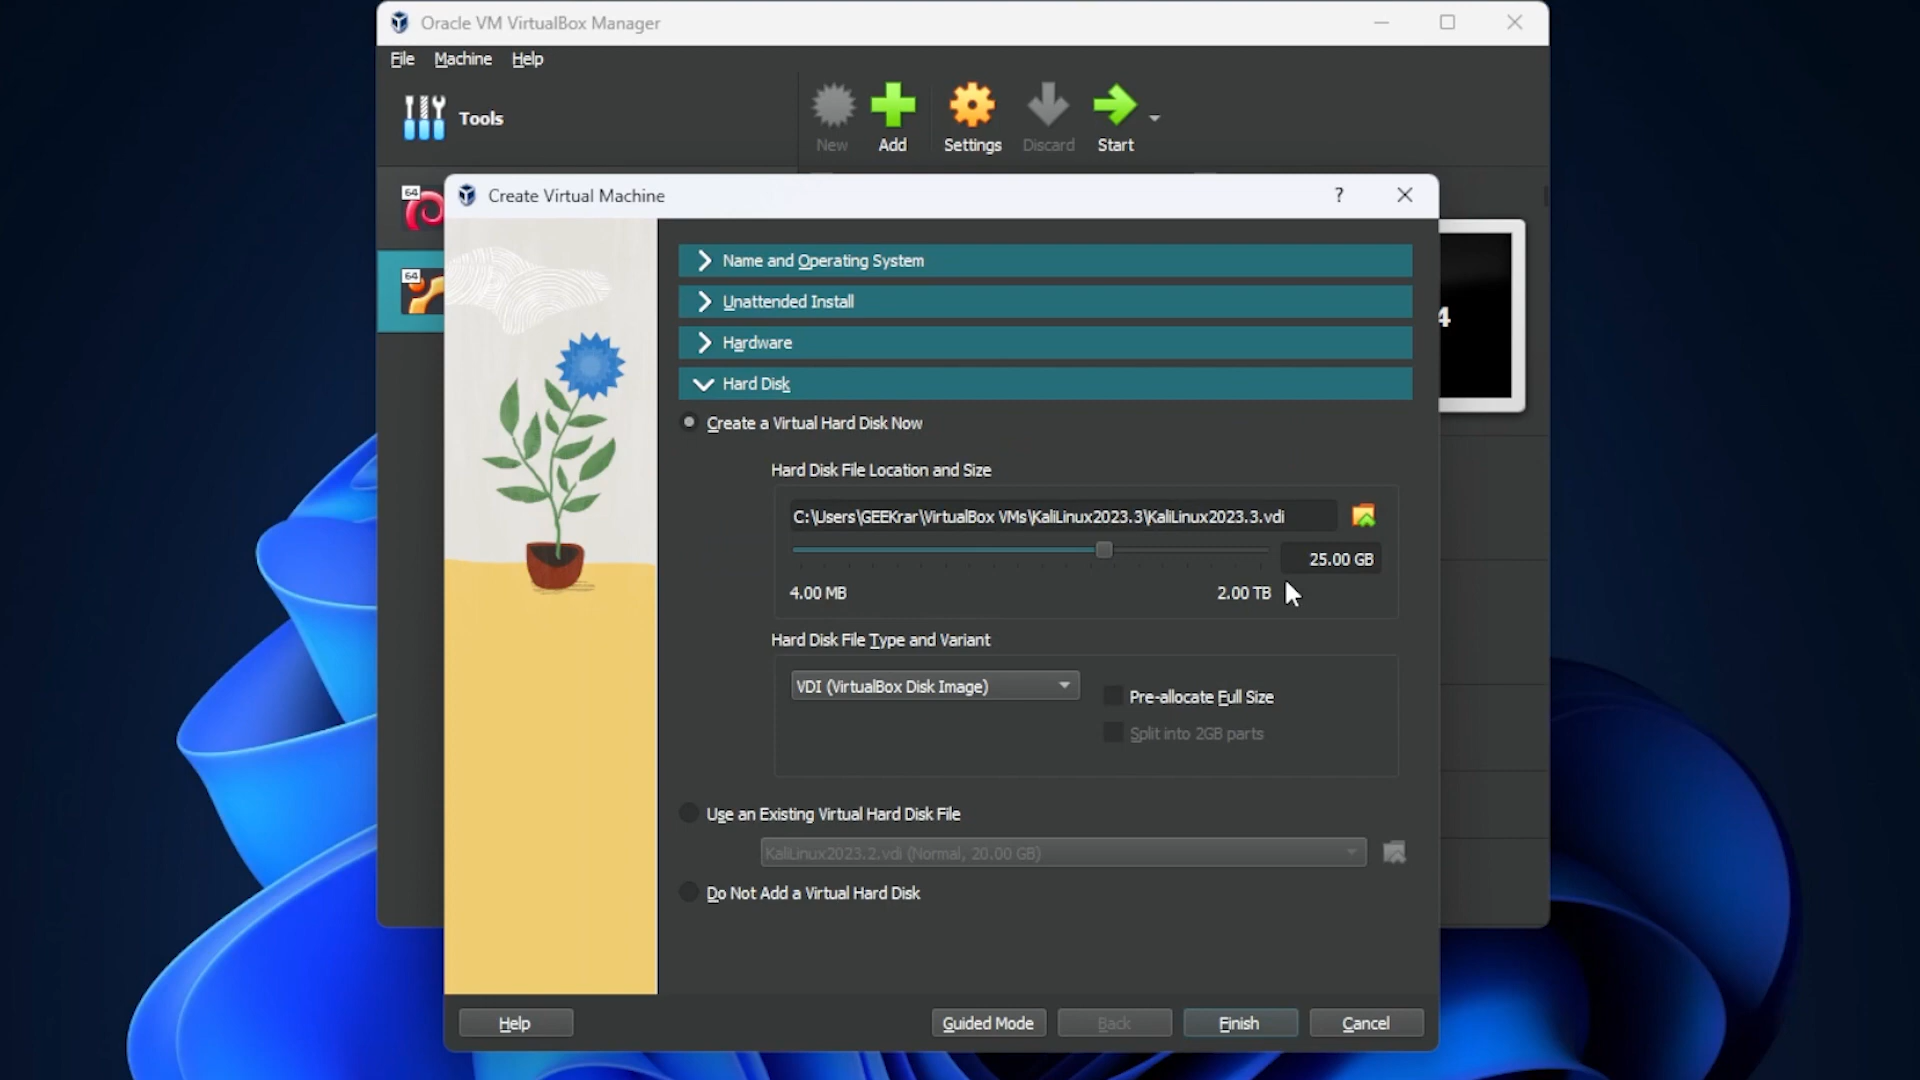 Oracle VM VirtualBox Manager
File Machine Help
Tools
New Add Settings Discard Start
64
Create Virtual Machine ?
64
4
Name and Operating System
Unattended Install
Hardware
Hard Disk
Create a Virtual Hard Disk Now
Hard Disk File Location and Size
C:\Users\GEEKrar\VirtualBox VMs\KaliLinux2023.3\KaliLinux2023.3.vdi
25.00 GB
4.00 MB 2.00 TB
Hard Disk File Type and Variant
VDI (VirtualBox Disk Image)
Pre-allocate Full Size
Split into 2GB parts
Use an Existing Virtual Hard Disk File
KaliLinux2023.2.vdi (Normal, 20.00 GB)
Do Not Add a Virtual Hard Disk
Help Guided Mode Back Finish Cancel